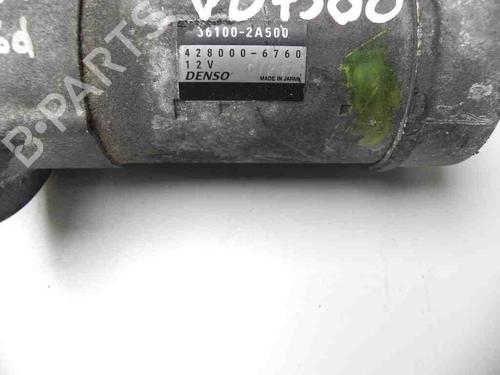 36100-2A500
428000-6760
12V
DENSO MADE IN JAPAN
B-PARTS